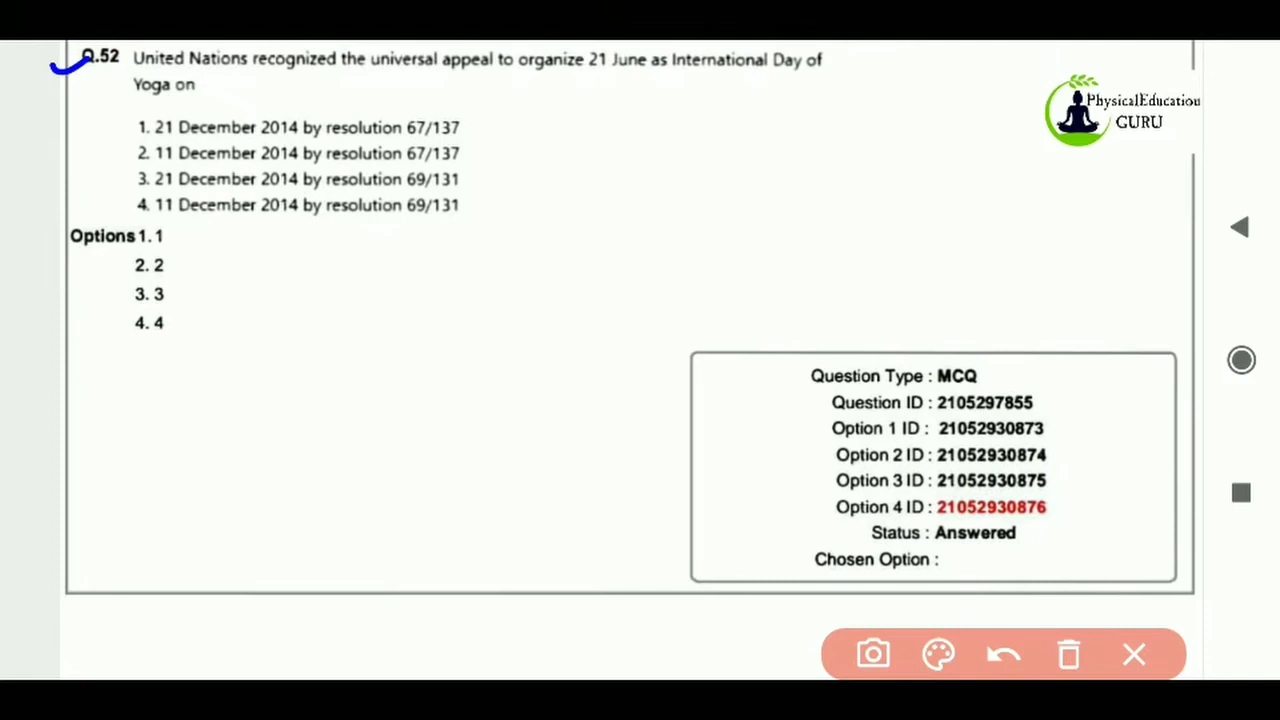 Q.52 United Nations recognized the universal appeal to organize 21 June as International Day of
Yoga on
PhysicalEducation
GURU
1. 21 December 2014 by resolution 67/137
2. 11 December 2014 by resolution 67/137
3. 21 December 2014 by resolution 69/131
4. 11 December 2014 by resolution 69/131
Options 1. 1
2. 2
3. 3
4. 4
Question Type : MCQ
Question ID : 2105297855
Option 1 ID : 21052930873
Option 2 ID : 21052930874
Option 3 ID : 21052930875
Option 4 ID : 21052930876
Status : Answered
Chosen Option :